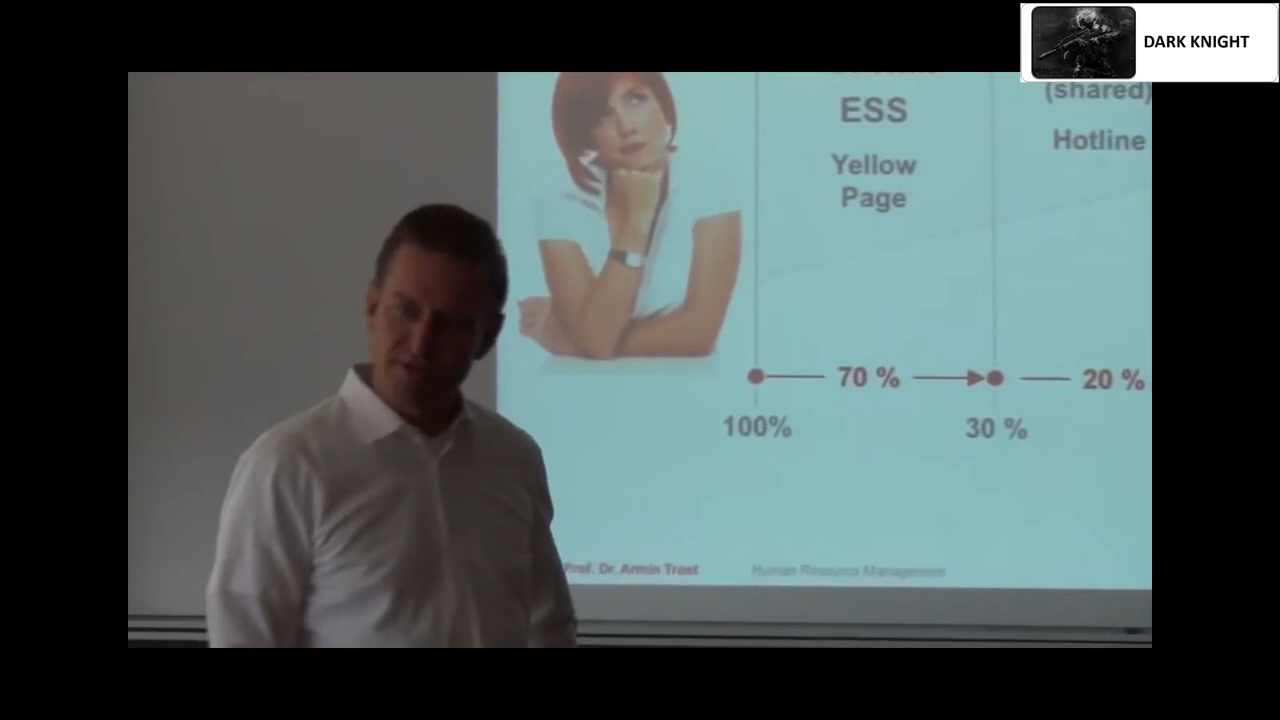 DARK KNIGHT
(shared)
ESS
Hotline
Yellow
Page
70 %
20 %
100%
30 %
Prof. Dr. Armin Trost
Human Resource Management